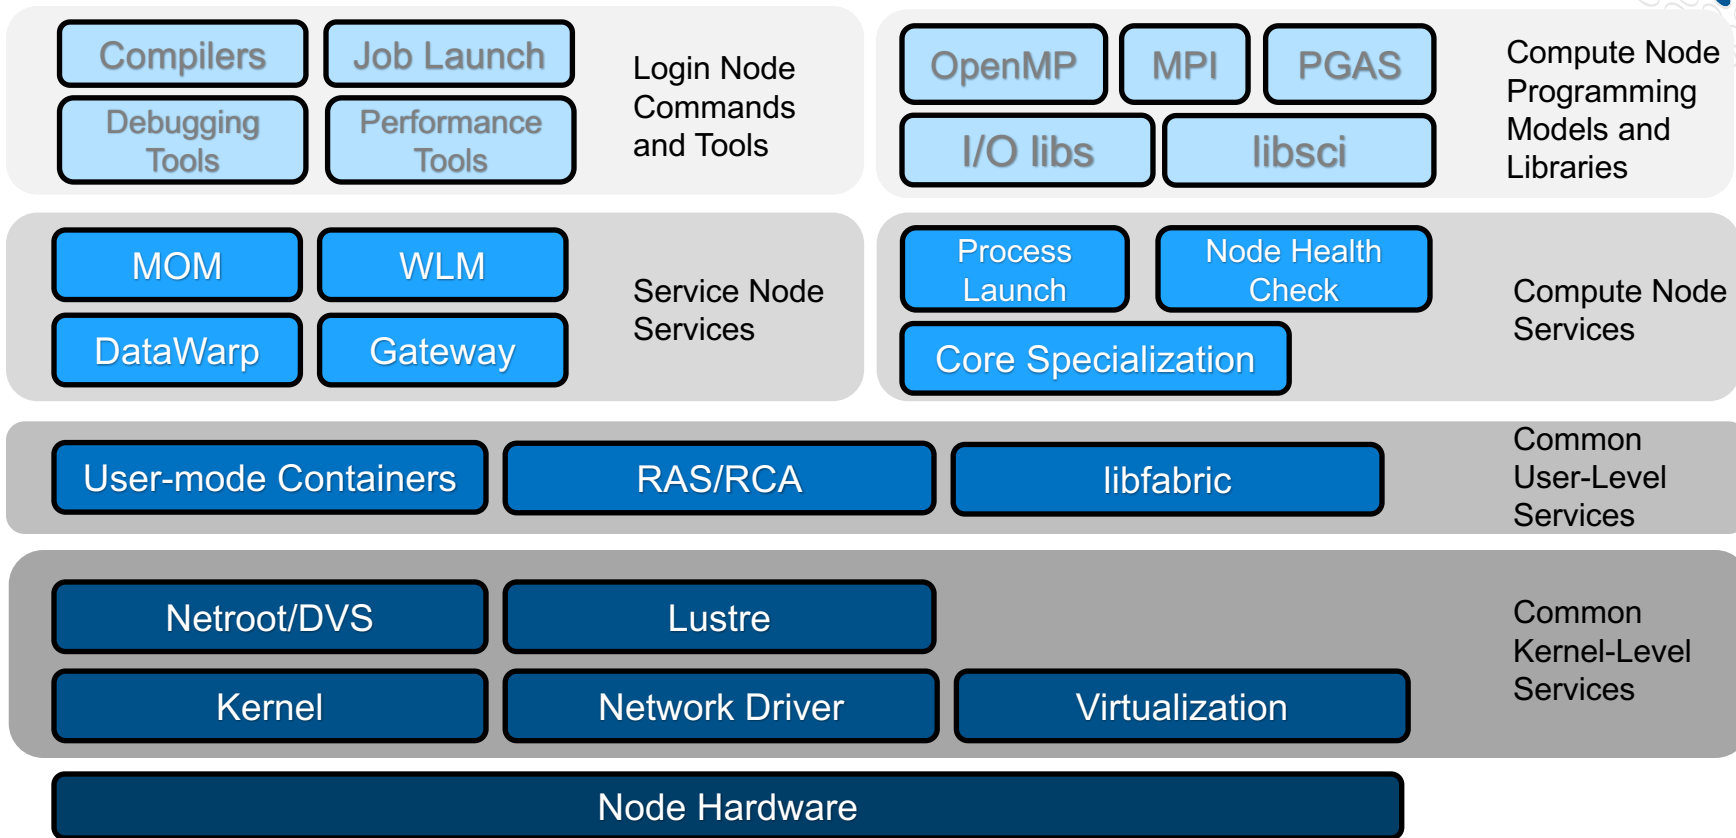 Compilers
Job Launch
Debugging
Tools
Performance
Tools
Login Node
Commands
and Tools
OpenMP
MPI
PGAS
I/O libs
libsci
Compute Node
Programming
Models and
Libraries
MOM
WLM
DataWarp
Gateway
Service Node
Services
Process
Launch
Node Health
Check
Core Specialization
Compute Node
Services
User-mode Containers
RAS/RCA
libfabric
Common
User-Level
Services
Netroot/DVS
Lustre
Kernel
Network Driver
Virtualization
Common
Kernel-Level
Services
Node Hardware